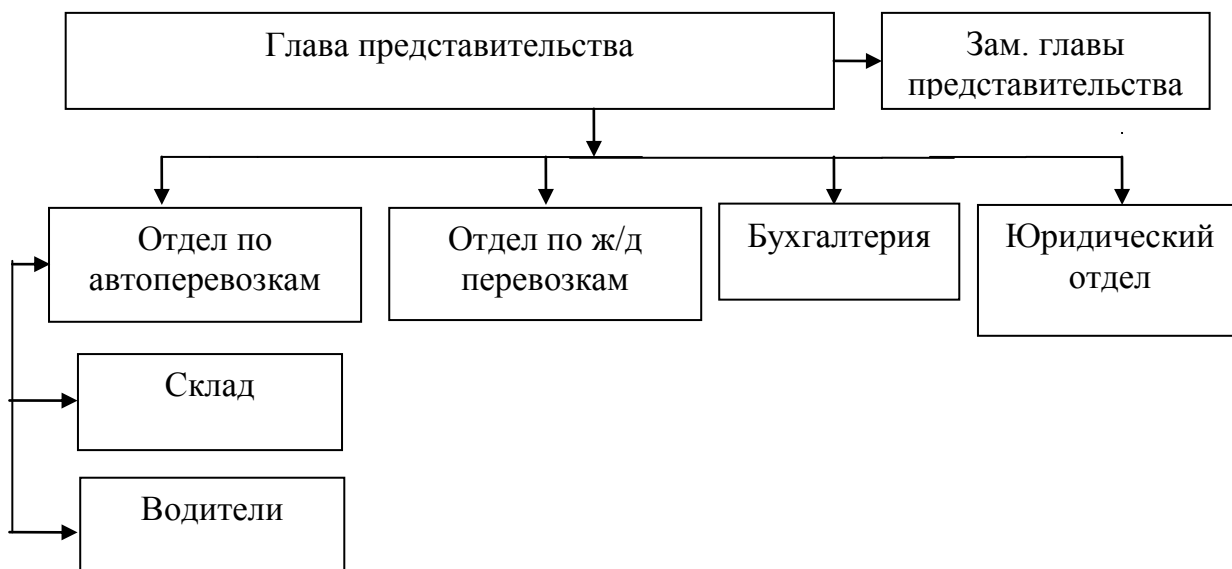 Глава представительства
Зам. главы
представительства
Отдел по
автоперевозкам
Отдел по ж/д
перевозкам
Бухгалтерия
Юридический
отдел
Склад
Водители